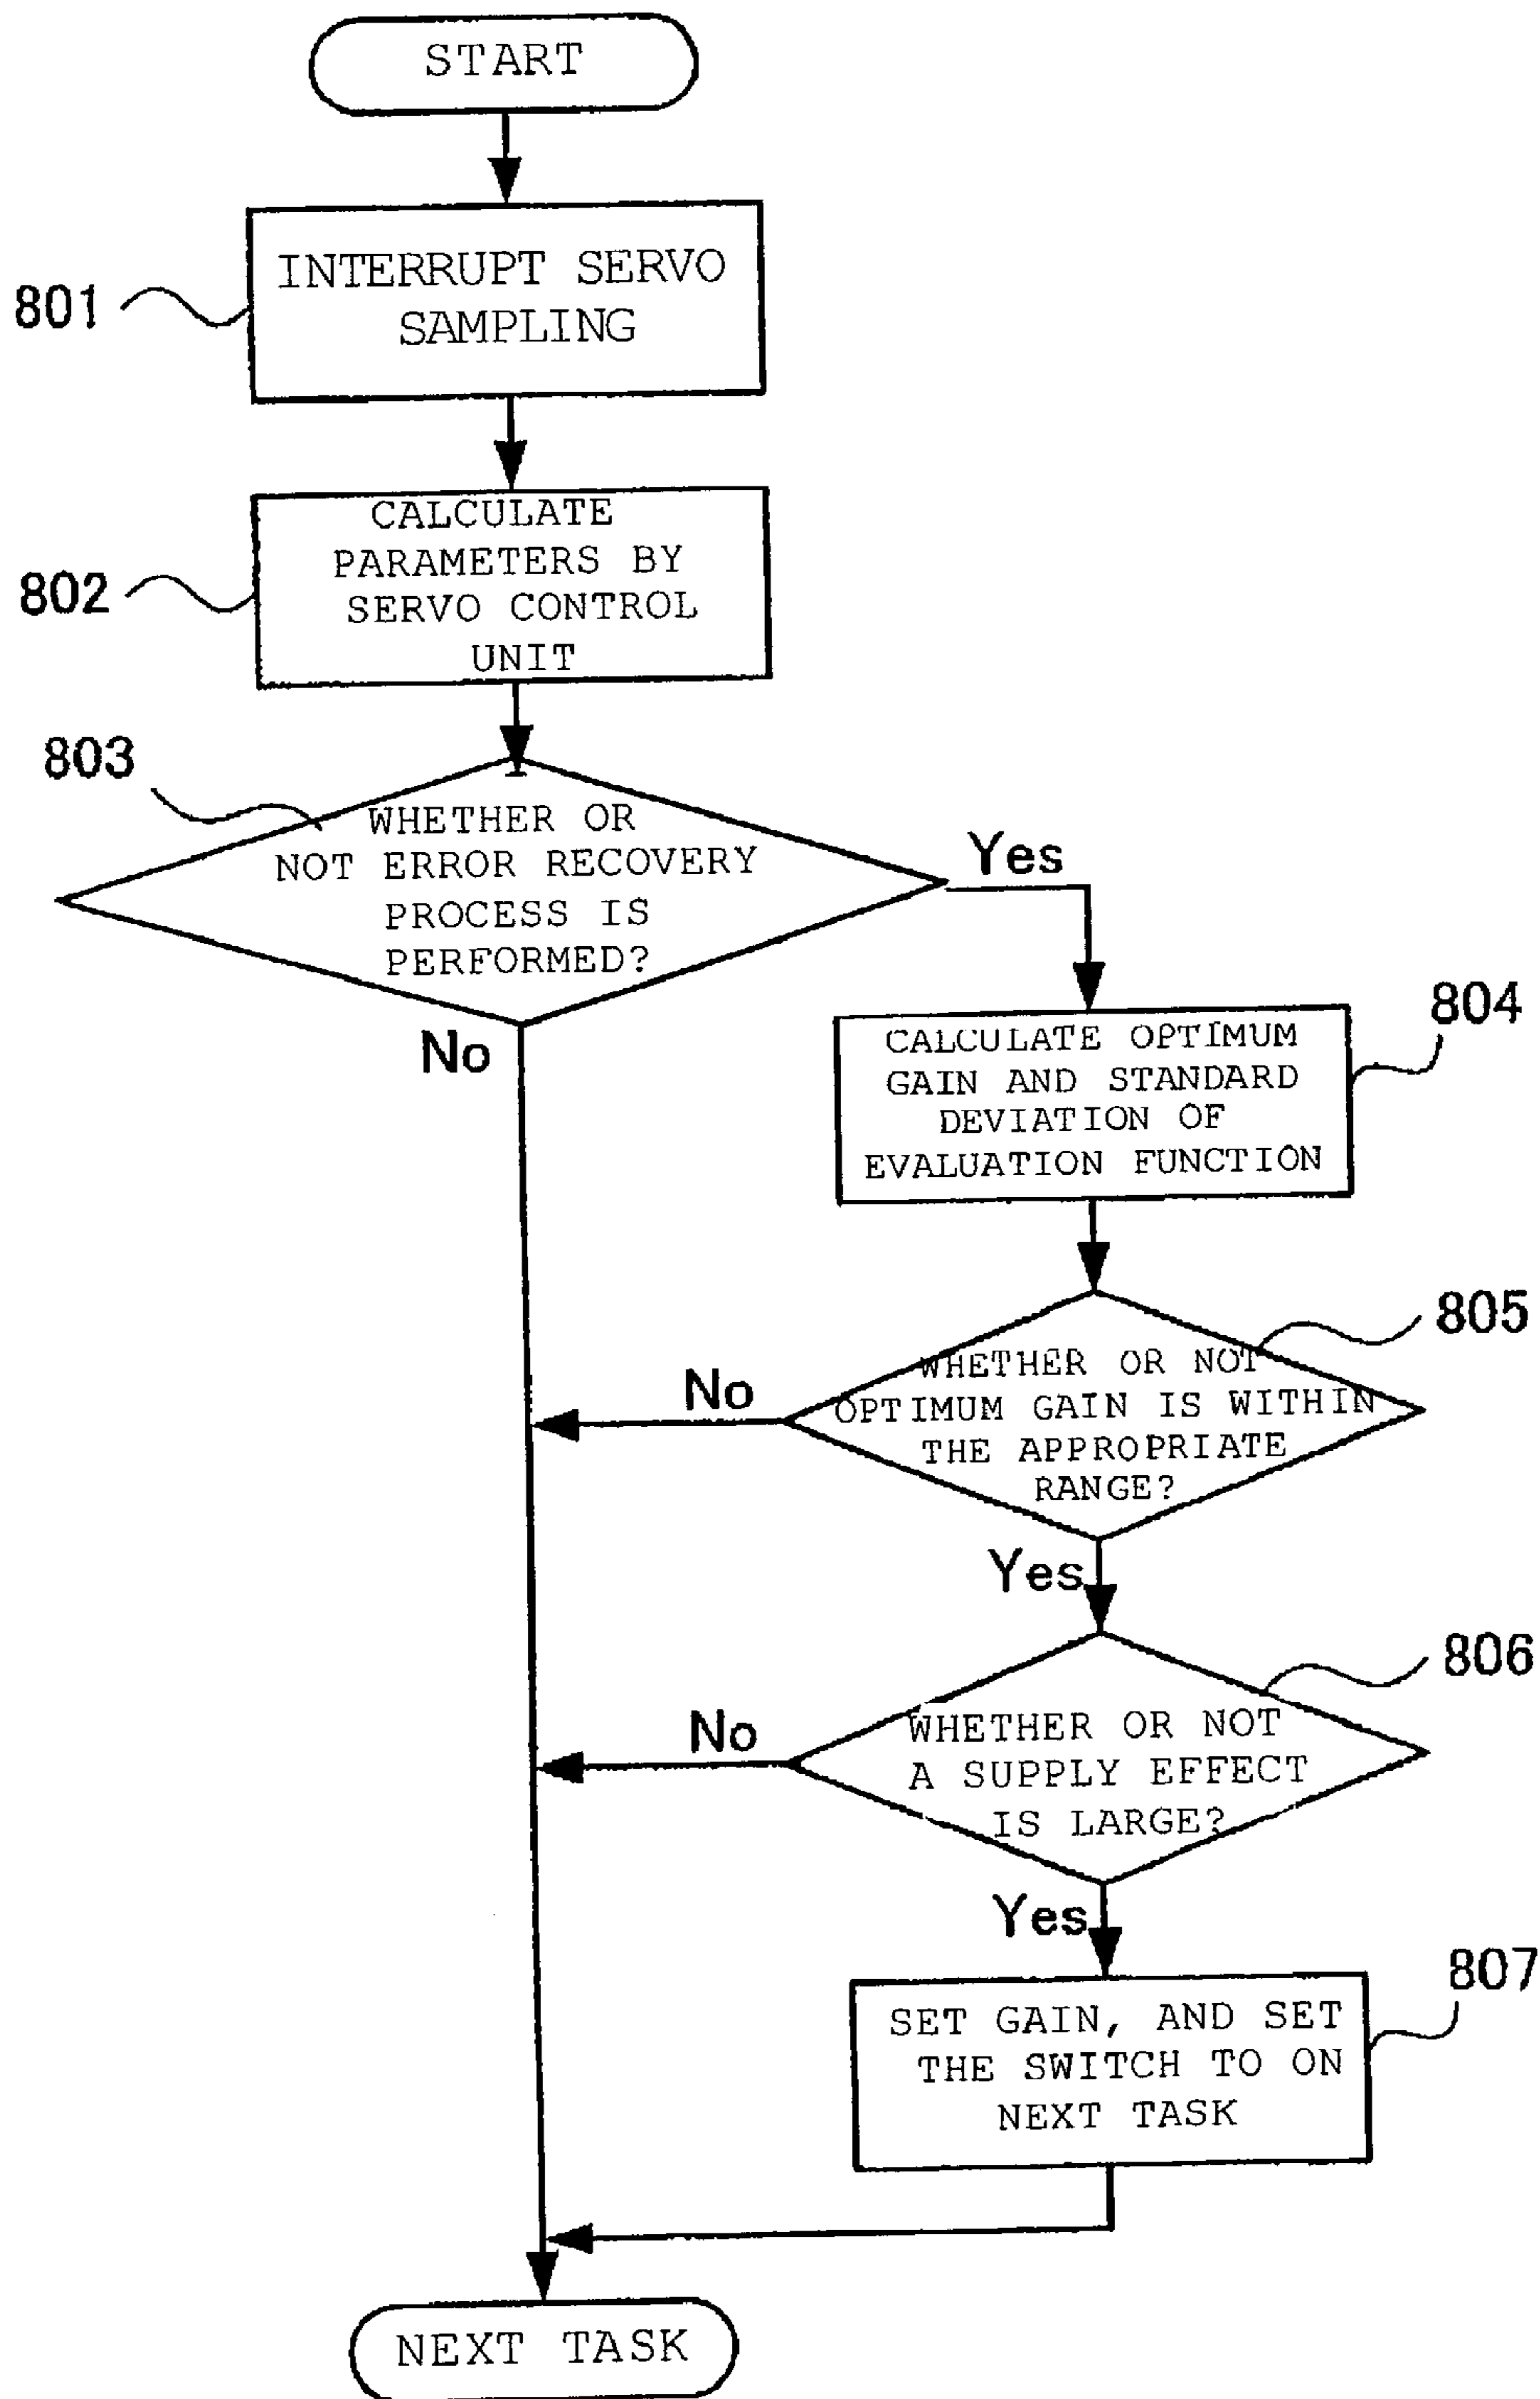 START
801
INTERRUPT SERVO
SAMPLING
802
CALCULATE
PARAMETERS BY
SERVO CONTROL
UNIT
803
WHETHER OR
NOT ERROR RECOVERY
PROCESS IS
PERFORMED?
Yes
No
804
CALCULATE OPTIMUM
GAIN AND STANDARD
DEVIATION OF
EVALUATION FUNCTION
805
WHETHER OR NOT
OPTIMUM GAIN IS WITHIN
THE APPROPRIATE
RANGE?
No
Yes
806
WHETHER OR NOT
A SUPPLY EFFECT
IS LARGE?
No
Yes
807
SET GAIN, AND SET
THE SWITCH TO ON
NEXT TASK
NEXT TASK